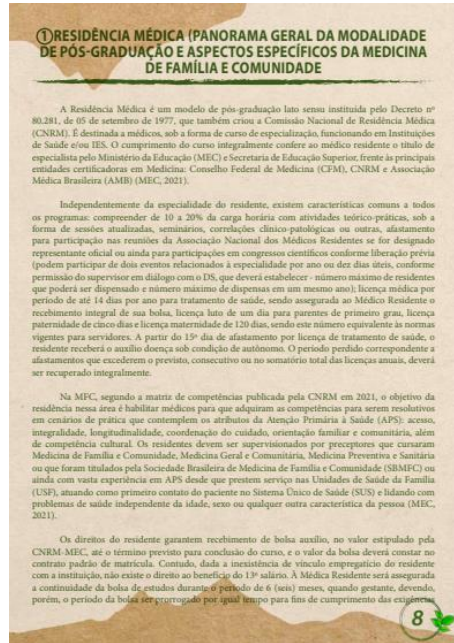 ①RESIDÊNCIA MÉDICA (PANORAMA GERAL DA MODALIDADE
DE PÓS-GRADUAÇÃO E ASPECTOS ESPECÍFICOS DA MEDICINA
DE FAMÍLIA E COMUNIDADE
A Residência Médica é um modelo de pós-graduação lato sensu instituída pelo Decreto nº
80.281, de 05 de setembro de 1977, que também criou a Comissão Nacional de Residência Médica
(CNRM). É destinada a médicos, sob a forma de curso de especialização, funcionando em Instituições
de Saúde e/ou IES. O cumprimento do curso integralmente confere ao médico residente o título de
especialista pelo Ministério da Educação (MEC) e Secretaria de Educação Superior, frente às principais
entidades certificadoras em Medicina: Conselho Federal de Medicina (CFM), CNRM e Associação
Médica Brasileira (AMB) (MEC, 2021).
Independentemente da especialidade do residente, existem características comuns a todos
os programas: compreender de 10 a 20% da carga horária com atividades teórico-práticas, sob a
forma de sessões atualizadas, seminários, correlações clínico-patológicas ou outras, afastamento
para participação nas reuniões da Associação Nacional dos Médicos Residentes se for designado
representante oficial ou ainda para participações em congressos científicos conforme liberação prévia
(podem participar de dois eventos relacionados à especialidade por ano ou dez dias úteis, conforme
permissão do supervisor em diálogo com o DS, que deverá estabelecer - número máximo de residentes
que poderá ser dispensado e número máximo de dispensas em um mesmo ano); licença médica por
período de até 14 dias por ano para tratamento de saúde, sendo assegurada ao Médico Residente o
recebimento integral de sua bolsa, licença luto de um dia para parentes de primeiro grau, licença
paternidade de cinco dias e licença maternidade de 120 dias, sendo este número equivalente às normas
vigentes para servidores. A partir do 15º dia de afastamento por licença de tratamento de saúde, o
residente receberá o auxílio doença sob condição de autônomo. O período perdido correspondente a
afastamentos que excederem o previsto, consecutivo ou no somatório total das licenças anuais, deverá
ser recuperado integralmente.
Na MFC, segundo a matriz de competências publicada pela CNRM em 2021, o objetivo da
residência nessa área é habilitar médicos para que adquiram as competências para serem resolutivos
em cenários de prática que contemplem os atributos da Atenção Primária à Saúde (APS): acesso,
integralidade, longitudinalidade, coordenação do cuidado, orientação familiar e comunitária, além
de competência cultural. Os residentes devem ser supervisionados por preceptores que cursaram
Medicina de Família e Comunidade, Medicina Geral e Comunitária, Medicina Preventiva e Sanitária
ou que foram titulados pela Sociedade Brasileira de Medicina de Família e Comunidade (SBMFC) ou
ainda com vasta experiência em APS desde que prestem serviço nas Unidades de Saúde da Família
(USF), atuando como primeiro contato do paciente no Sistema Único de Saúde (SUS) e lidando com
problemas de saúde independente da idade, sexo ou qualquer outra característica da pessoa (MEC,
2021).
Os direitos do residente garantem recebimento de bolsa auxílio, no valor estipulado pela
CNRM-MEC, até o término previsto para conclusão do curso, e o valor da bolsa deverá constar no
contrato padrão de matrícula. Contudo, dada a inexistência de vínculo empregatício do residente
com a instituição, não existe o direito ao benefício do 13º salário. À Médica Residente será assegurada
a continuidade da bolsa de estudos durante o período de 6 (seis) meses, quando gestante, devendo,
porém, o período da bolsa ser prorrogado por igual tempo para fins de cumprimento das exigências
8